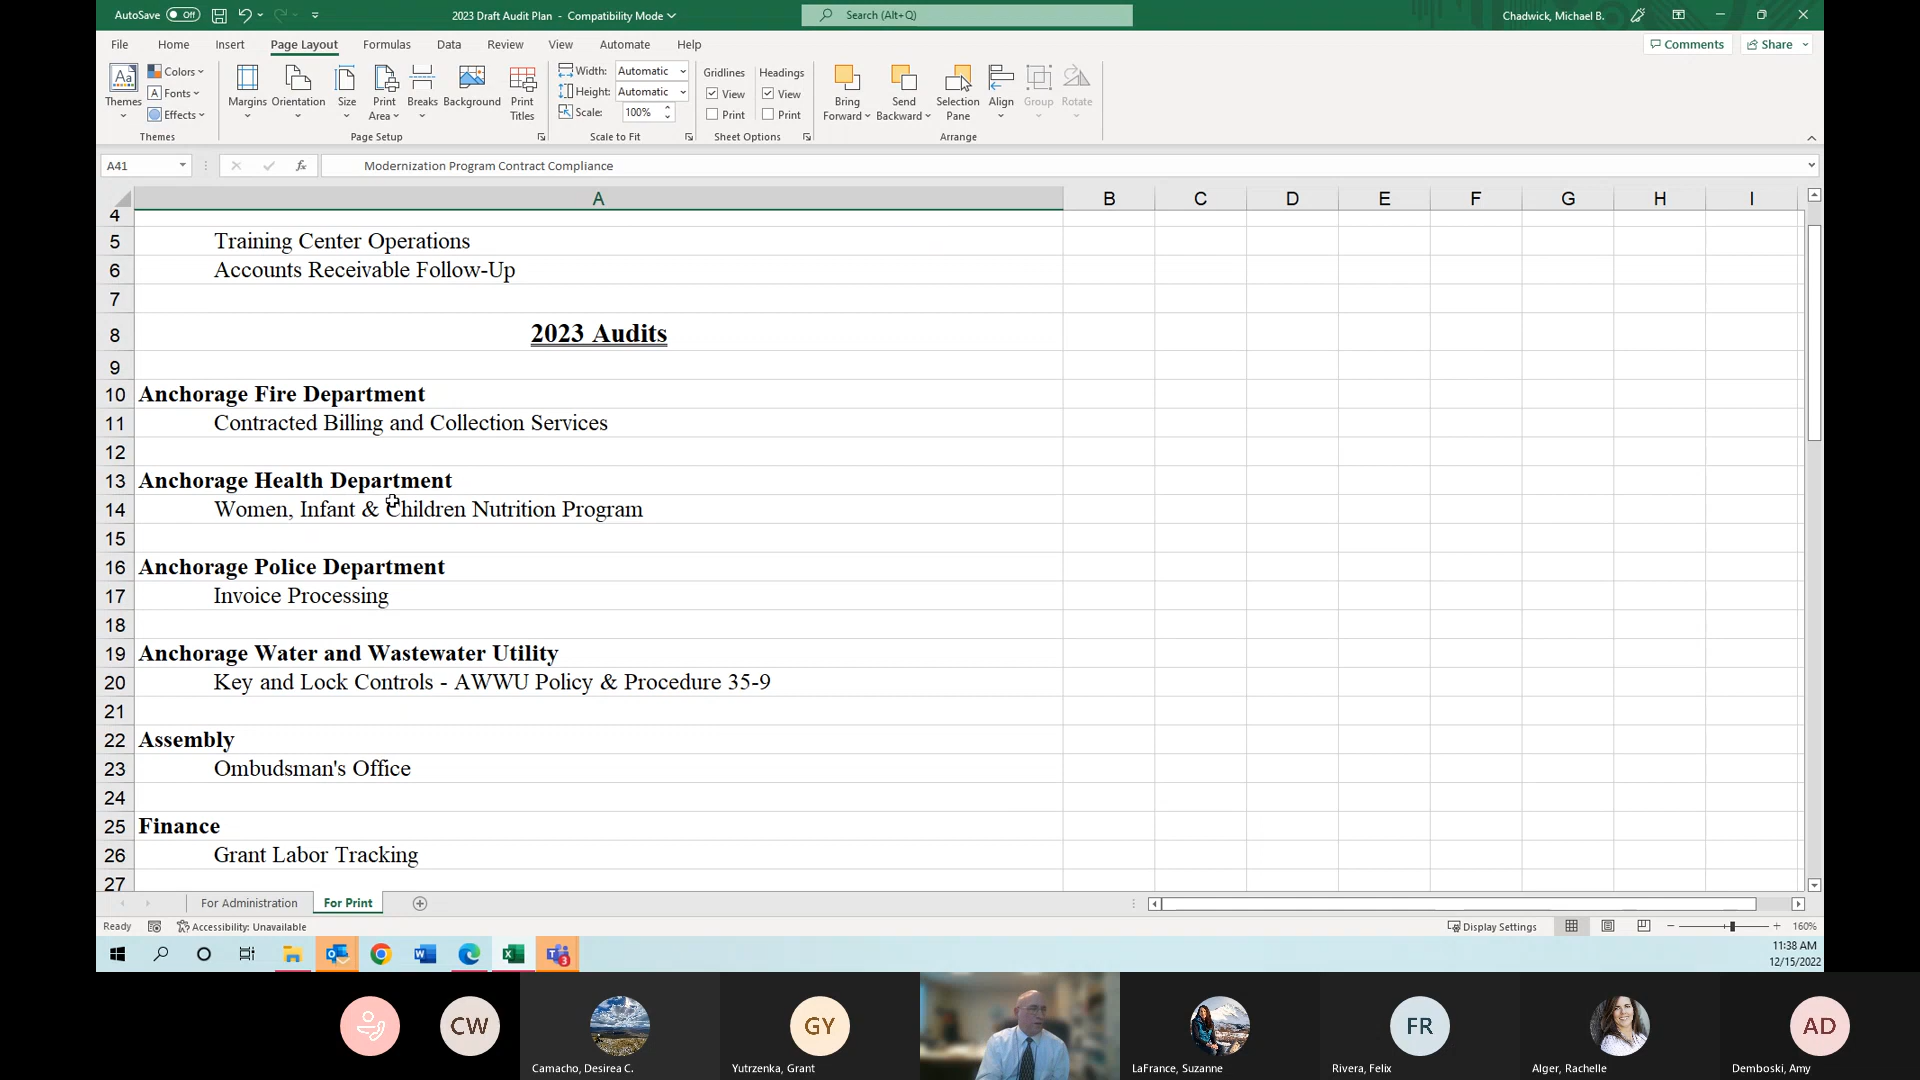 AutoSave Off 2023 Draft Audit Plan - Compatibility Mode Search (Alt+Q) Chadwick, Michael B.
File Home Insert Page Layout Formulas Data Review View Automate Help Comments Share
Themes Colors Fonts Effects Margins Orientation Size Print Area Breaks Background Print Titles Width: Automatic Height: Automatic Scale: 100% Gridlines View Print Headings View Print Bring Forward Send Backward Selection Pane Align Group Rotate
Themes Page Setup Scale to Fit Sheet Options Arrange
A41 fx Modernization Program Contract Compliance
A B C D E F G H I
4
5 Training Center Operations
6 Accounts Receivable Follow-Up
7
8 2023 Audits
9
10 Anchorage Fire Department
11 Contracted Billing and Collection Services
12
13 Anchorage Health Department
14 Women, Infant & Children Nutrition Program
15
16 Anchorage Police Department
17 Invoice Processing
18
19 Anchorage Water and Wastewater Utility
20 Key and Lock Controls - AWWU Policy & Procedure 35-9
21
22 Assembly
23 Ombudsman's Office
24
25 Finance
26 Grant Labor Tracking
27
For Administration For Print
Ready Accessibility: Unavailable Display Settings 160%
11:38 AM
12/15/2022
CW GY FR AD
Camacho, Desirea C. Yutrzenka, Grant LaFrance, Suzanne Rivera, Felix Alger, Rachelle Demboski, Amy